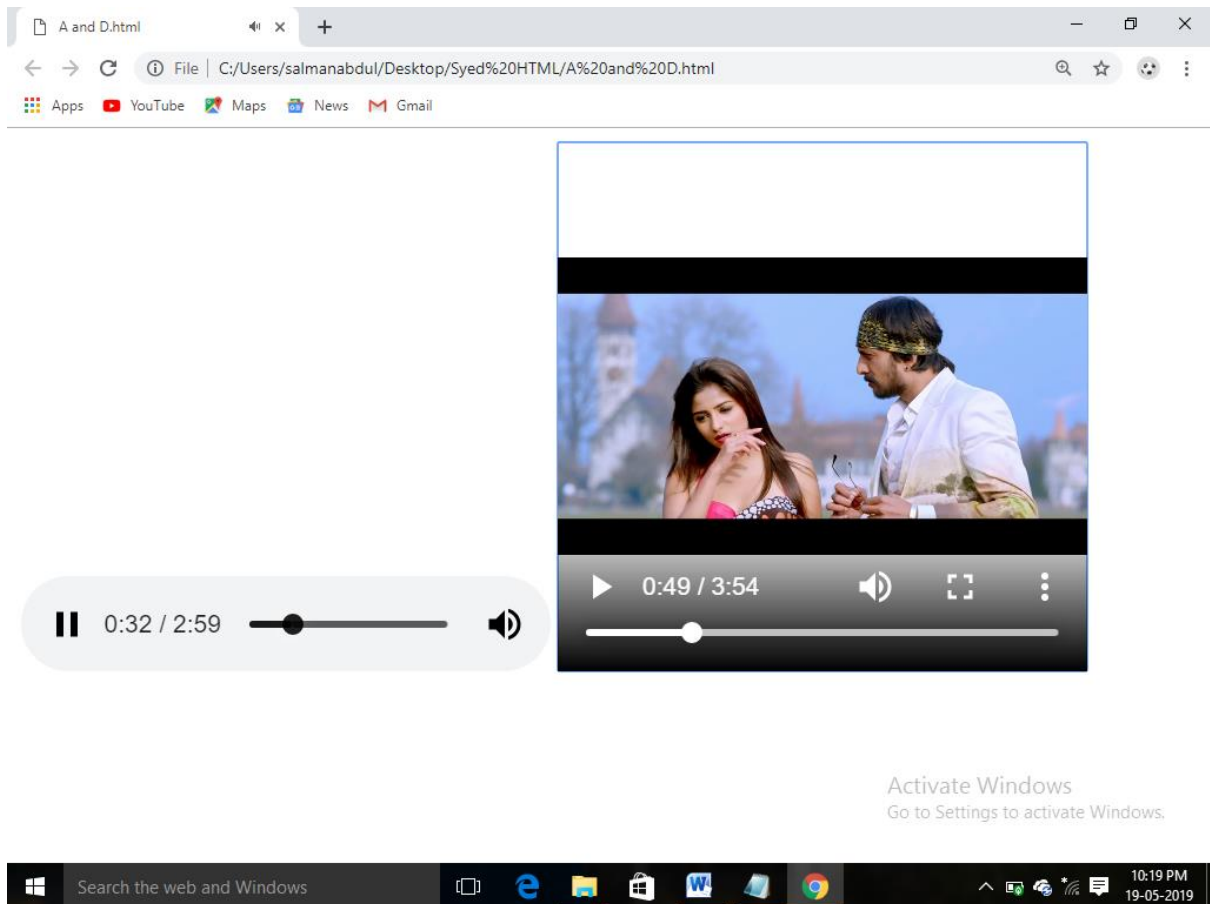 A and D.html
File | C:/Users/salmanabdul/Desktop/Syed%20HTML/A%20and%20D.html
Apps YouTube Maps News Gmail
0:49 / 3:54
0:32 / 2:59
Activate Windows
Go to Settings to activate Windows.
Search the web and Windows
10:19 PM
19-05-2019